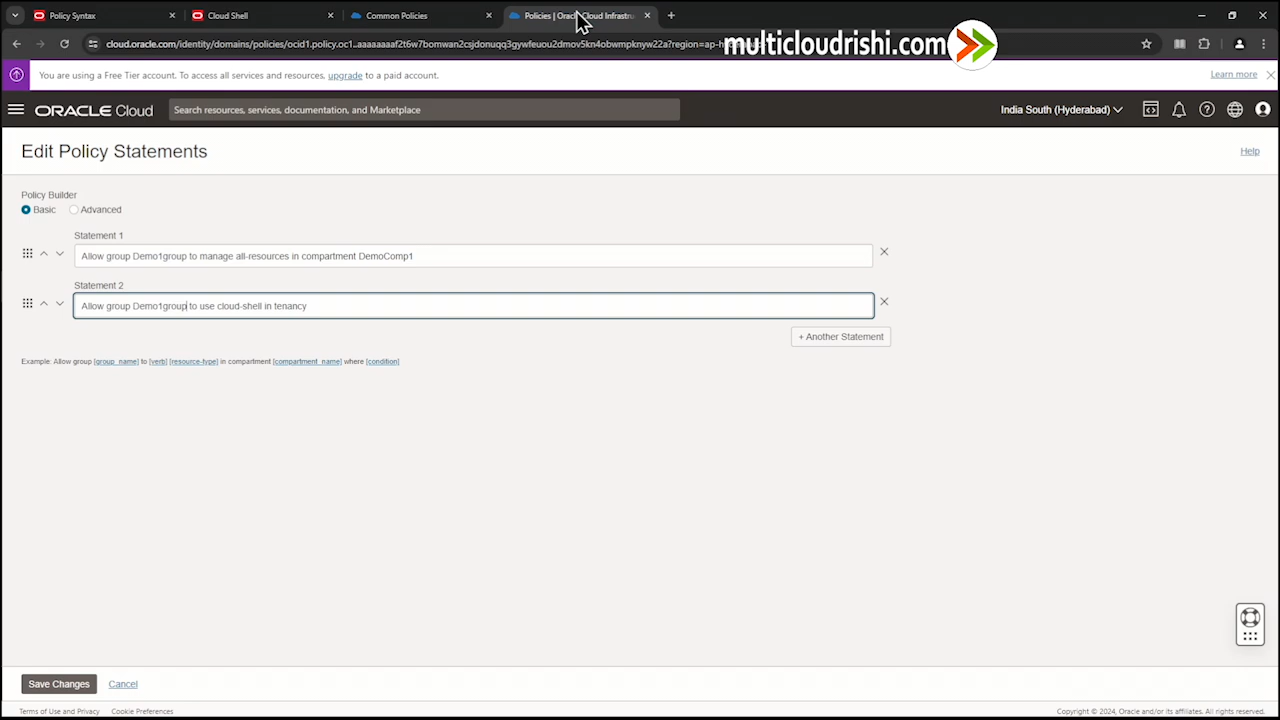 Policy Syntax
Cloud Shell
Common Policies
Policies | Oracle Cloud Infrastru
cloud.oracle.com/identity/domains/policies/ocid1.policy.oc1..aaaaaaaaf2t6w7bomwan2csjdonuqq3gywfeuou2dmov5kn4obwmpknyw22a?region=ap-h
multicloudrishi.com
You are using a Free Tier account. To access all services and resources, upgrade to a paid account.
Learn more
ORACLE Cloud
Search resources, services, documentation, and Marketplace
India South (Hyderabad)
Edit Policy Statements
Help
Policy Builder
Basic
Advanced
Statement 1
Allow group Demo1group to manage all-resources in compartment DemoComp1
Statement 2
Allow group Demo1group to use cloud-shell in tenancy
+ Another Statement
Example: Allow group [group_name] to [verb] [resource-type] in compartment [compartment_name] where [condition]
Save Changes
Cancel
Terms of Use and Privacy
Cookie Preferences
Copyright © 2024, Oracle and/or its affiliates. All rights reserved.